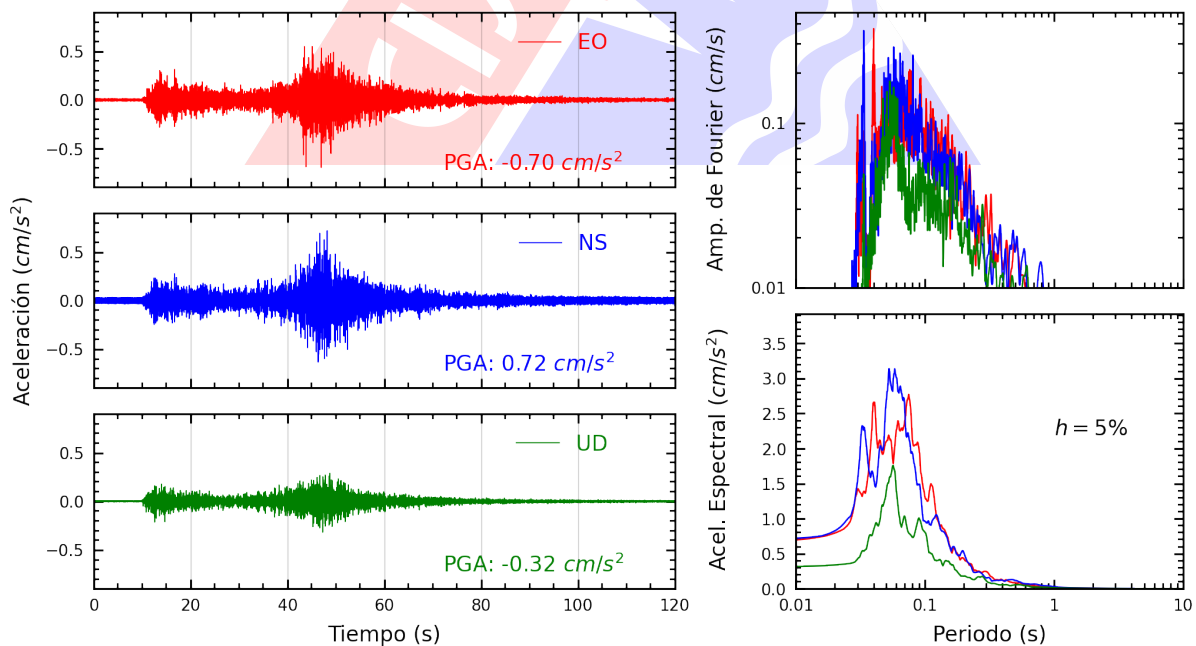 Aceleración (cm/s²)
0.5
0.0
−0.5
EO
PGA: -0.70 cm/s²
0.5
0.0
−0.5
NS
PGA: 0.72 cm/s²
0.5
0.0
−0.5
UD
PGA: -0.32 cm/s²
0 20 40 60 80 100 120
Tiempo (s)
Amp. de Fourier (cm/s)
0.1
0.01
Acel. Espectral (cm/s²)
3.5
3.0
2.5
2.0
1.5
1.0
0.5
0.0
h = 5%
0.01 0.1 1 10
Periodo (s)